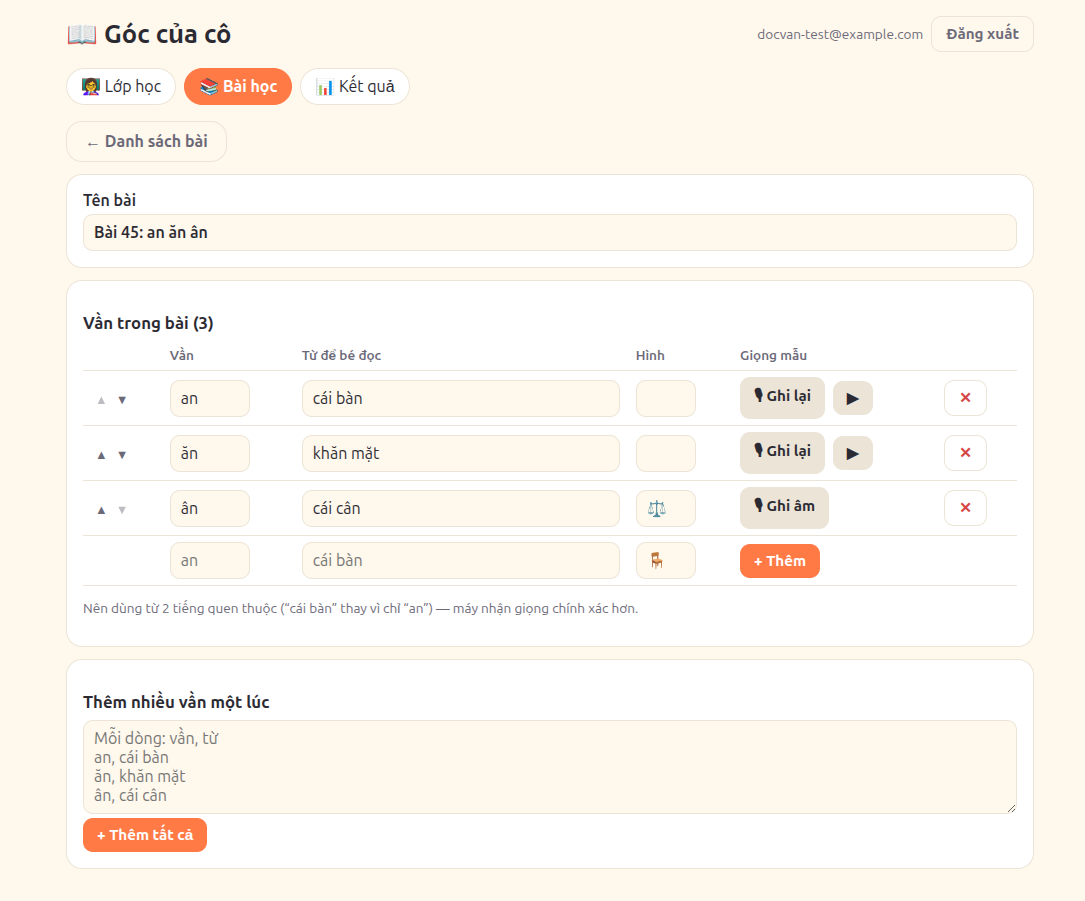 📖 Góc của cô
docvan-test@example.com Đăng xuất
👩‍🏫 Lớp học 📚 Bài học 📊 Kết quả
← Danh sách bài
Tên bài
Bài 45: an ăn ân
Vần trong bài (3)
Vần Từ để bé đọc Hình Giọng mẫu
▲ ▼ an cái bàn 🎙 Ghi lại ▶ ✕
▲ ▼ ăn khăn mặt 🎙 Ghi lại ▶ ✕
▲ ▼ ân cái cân ⚖️ 🎙 Ghi âm ✕
an cái bàn 🪑 + Thêm
Nên dùng từ 2 tiếng quen thuộc (“cái bàn” thay vì chỉ “an”) — máy nhận giọng chính xác hơn.
Thêm nhiều vần một lúc
Mỗi dòng: vần, từ
an, cái bàn
ăn, khăn mặt
ân, cái cân
+ Thêm tất cả